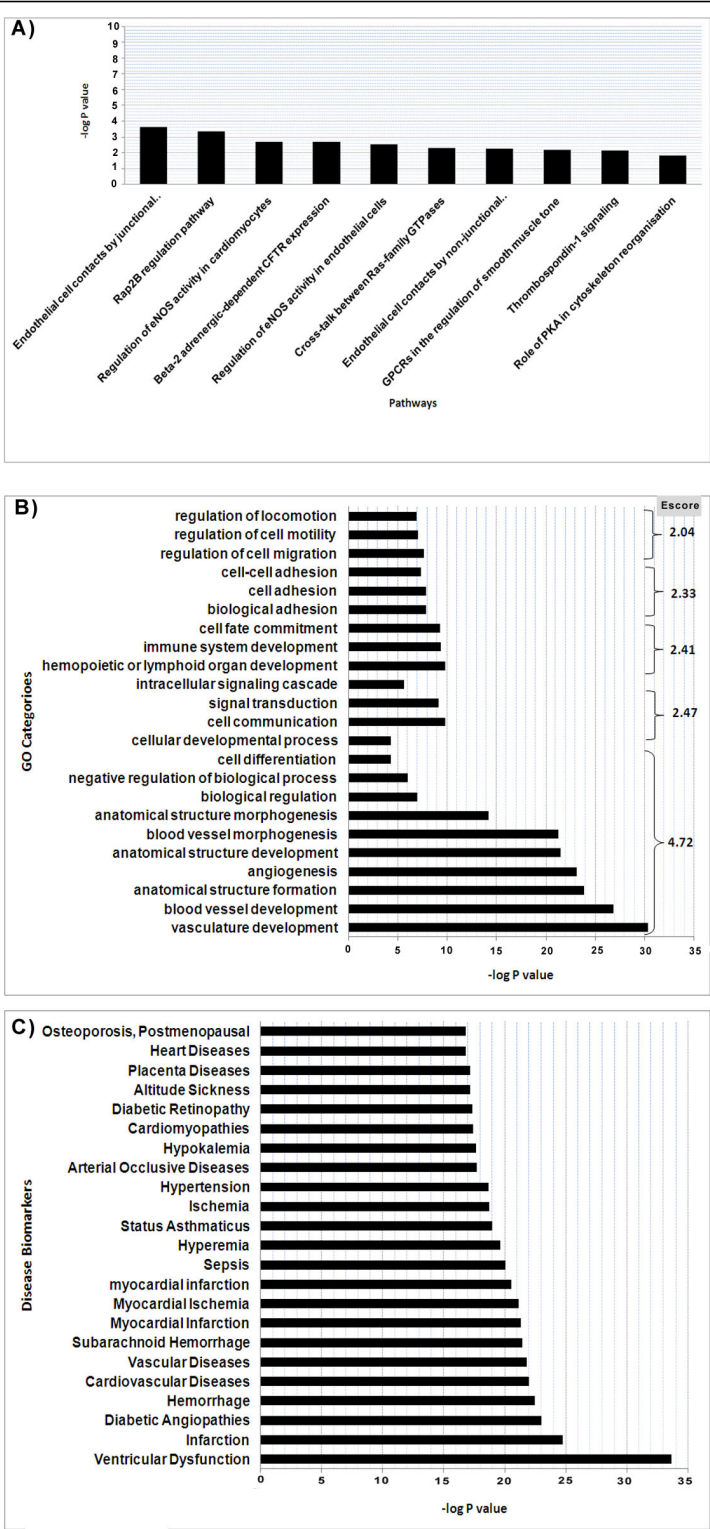 A)
10
9
8
7
6
5
4
3
2
1
0
-log P value
Endothelial cell contacts by junctional..
Rap2B regulation pathway
Regulation of eNOS activity in cardiomyocytes
Beta-2 adrenergic-dependent CFTR expression
Regulation of eNOS activity in endothelial cells
Cross-talk between Ras-family GTPases
Endothelial cell contacts by non-junctional..
GPCRs in the regulation of smooth muscle tone
Thrombospondin-1 signaling
Role of PKA in cytoskeleton reorganisation
Pathways
B)
Escore
regulation of locomotion
regulation of cell motility
2.04
regulation of cell migration
cell-cell adhesion
cell adhesion
2.33
biological adhesion
cell fate commitment
immune system development
2.41
hemopoietic or lymphoid organ development
intracellular signaling cascade
signal transduction
2.47
cell communication
cellular developmental process
cell differentiation
negative regulation of biological process
biological regulation
anatomical structure morphogenesis
blood vessel morphogenesis
4.72
anatomical structure development
angiogenesis
anatomical structure formation
blood vessel development
vasculature development
GO Categorioes
0 5 10 15 20 25 30 35
-log P value
C)
Osteoporosis, Postmenopausal
Heart Diseases
Placenta Diseases
Altitude Sickness
Diabetic Retinopathy
Cardiomyopathies
Hypokalemia
Arterial Occlusive Diseases
Hypertension
Ischemia
Status Asthmaticus
Hyperemia
Sepsis
myocardial infarction
Myocardial Ischemia
Myocardial Infarction
Subarachnoid Hemorrhage
Vascular Diseases
Cardiovascular Diseases
Hemorrhage
Diabetic Angiopathies
Infarction
Ventricular Dysfunction
Disease Biomarkers
0 5 10 15 20 25 30 35
-log P value